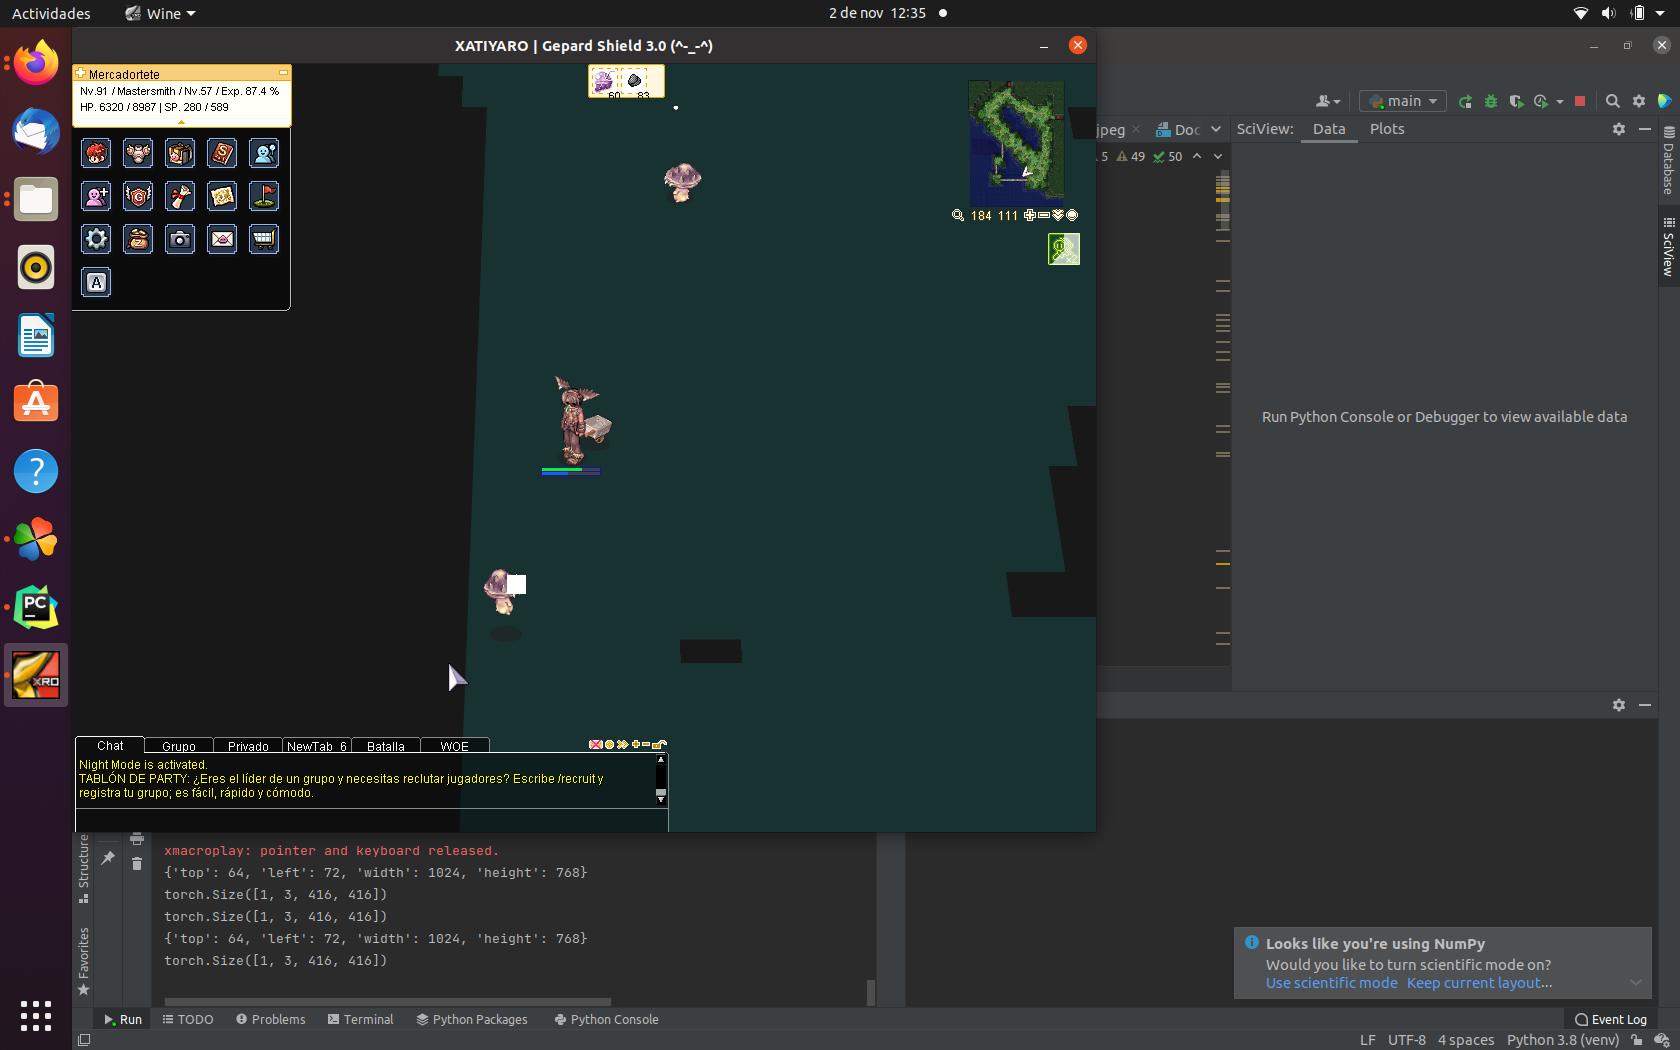 Actividades
Wine
2 de nov 12:35
XATIYARO | Gepard Shield 3.0 (^-_-^)
Mercadortete
Nv.91 / Mastersmith / Nv.57 / Exp. 87.4 %
HP. 6320 / 8987 | SP. 280 / 589
60
83
A
184 111
main
jpeg
Doc
SciView:
Data
Plots
5
49
50
Database
SciView
Run Python Console or Debugger to view available data
PC
XRO
Chat
Grupo
Privado
NewTab_6
Batalla
WOE
Night Mode is activated.
TABLÓN DE PARTY: ¿Eres el líder de un grupo y necesitas reclutar jugadores? Escribe /recruit y
registra tu grupo; es fácil, rápido y cómodo.
Structure
Favorites
xmacroplay: pointer and keyboard released.
{'top': 64, 'left': 72, 'width': 1024, 'height': 768}
torch.Size([1, 3, 416, 416])
torch.Size([1, 3, 416, 416])
{'top': 64, 'left': 72, 'width': 1024, 'height': 768}
torch.Size([1, 3, 416, 416])
Looks like you're using NumPy
Would you like to turn scientific mode on?
Use scientific mode Keep current layout...
Run
TODO
Problems
Terminal
Python Packages
Python Console
Event Log
LF UTF-8 4 spaces Python 3.8 (venv)